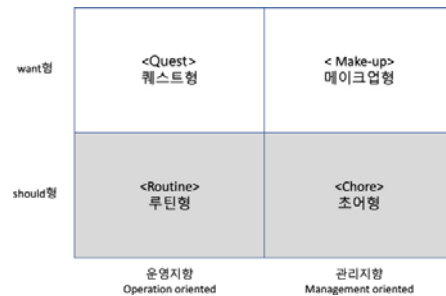 want형
<Quest>
퀘스트형
< Make-up>
메이크업형
should형
<Routine>
루틴형
<Chore>
초어형
운영지향
Operation oriented
관리지향
Management oriented